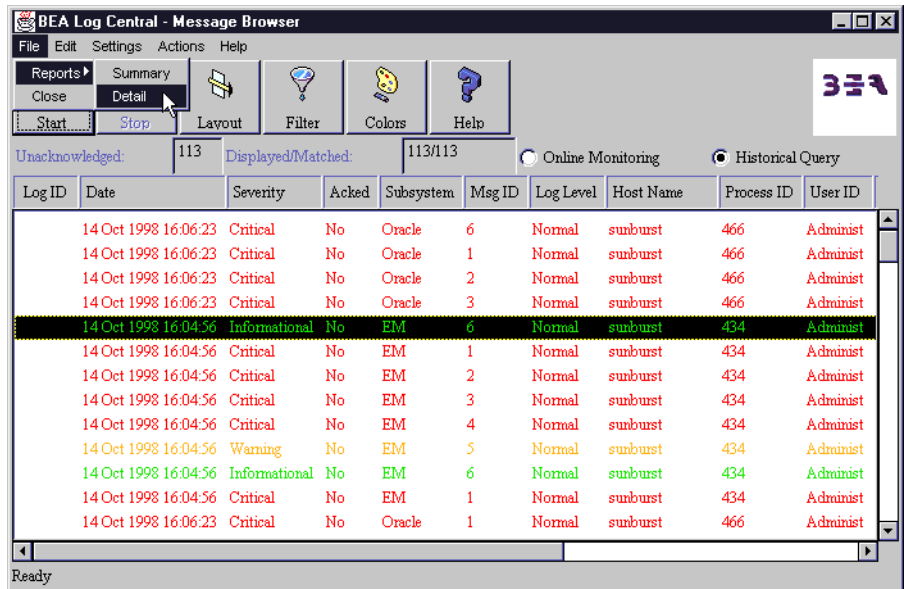 BEA Log Central - Message Browser
File Edit Settings Actions Help
Reports Summary
Close Detail
Start Stop Layout Filter Colors Help
bea
Unacknowledged: 113 Displayed/Matched: 113/113 Online Monitoring Historical Query
Log ID Date Severity Acked Subsystem Msg ID Log Level Host Name Process ID User ID
14 Oct 1998 16:06:23 Critical No Oracle 6 Normal sunburst 466 Administ
14 Oct 1998 16:06:23 Critical No Oracle 1 Normal sunburst 466 Administ
14 Oct 1998 16:06:23 Critical No Oracle 2 Normal sunburst 466 Administ
14 Oct 1998 16:06:23 Critical No Oracle 3 Normal sunburst 466 Administ
14 Oct 1998 16:04:56 Informational No EM 6 Normal sunburst 434 Administ
14 Oct 1998 16:04:56 Critical No EM 1 Normal sunburst 434 Administ
14 Oct 1998 16:04:56 Critical No EM 2 Normal sunburst 434 Administ
14 Oct 1998 16:04:56 Critical No EM 3 Normal sunburst 434 Administ
14 Oct 1998 16:04:56 Critical No EM 4 Normal sunburst 434 Administ
14 Oct 1998 16:04:56 Warning No EM 5 Normal sunburst 434 Administ
14 Oct 1998 16:04:56 Informational No EM 6 Normal sunburst 434 Administ
14 Oct 1998 16:04:56 Critical No EM 1 Normal sunburst 434 Administ
14 Oct 1998 16:06:23 Critical No Oracle 1 Normal sunburst 466 Administ
Ready